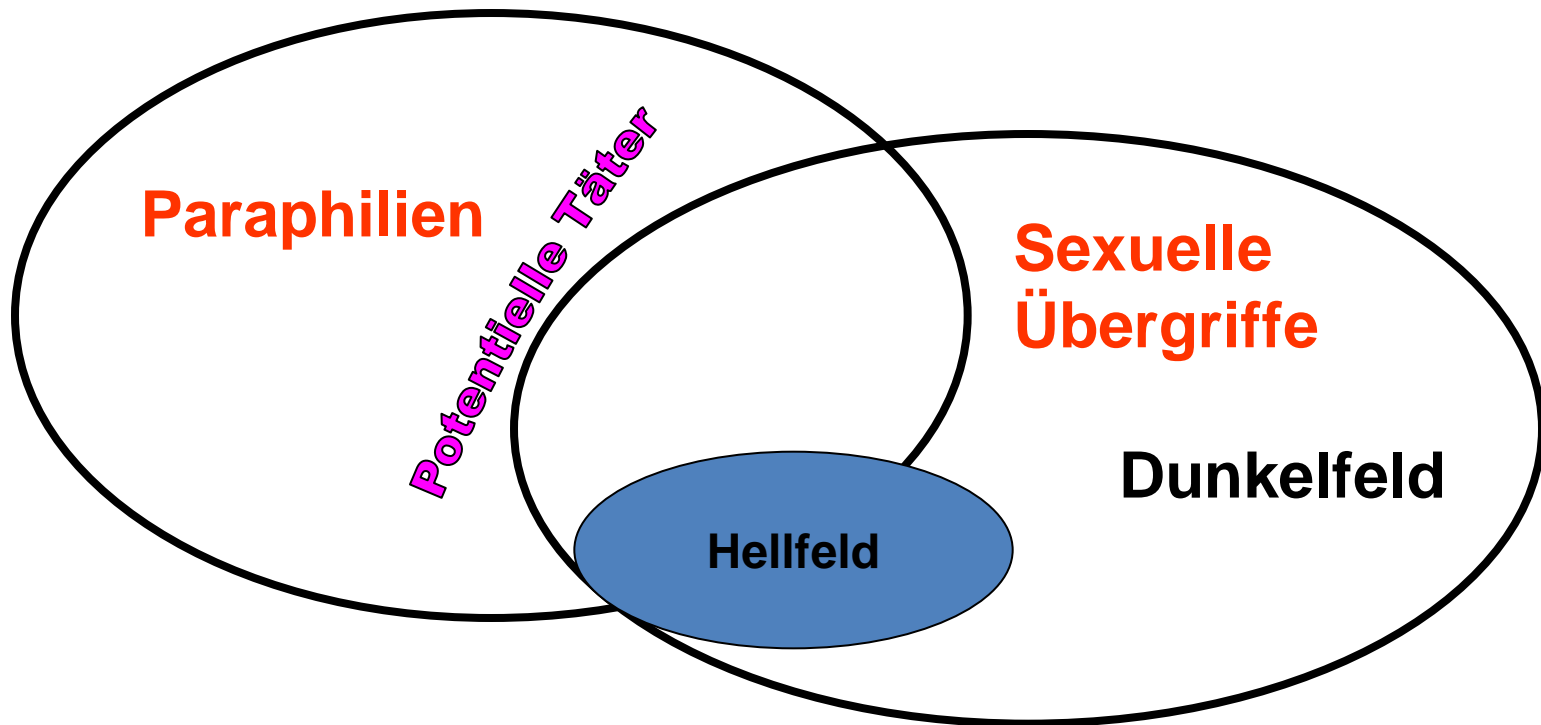 Paraphilien
Potentielle Täter
Sexuelle
Übergriffe
Dunkelfeld
Hellfeld